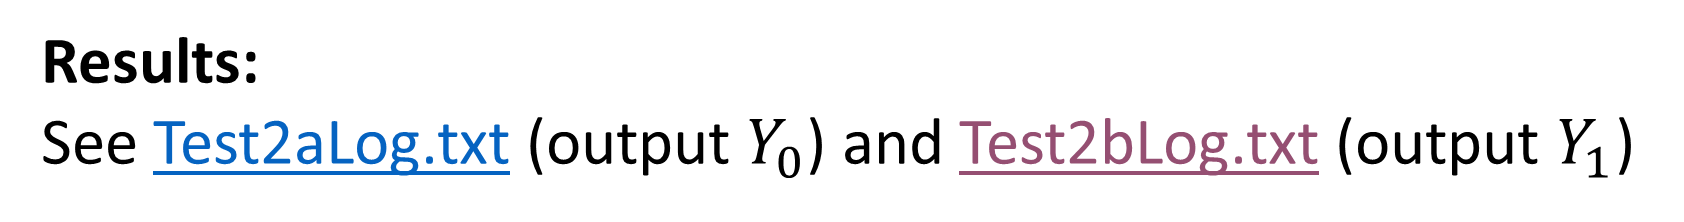 Results:
See Test2aLog.txt (output Y₀) and Test2bLog.txt (output Y₁)